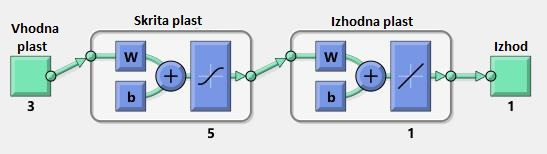 Vhodna
plast
3
Skrita plast
W
b
+
5
Izhodna plast
W
b
+
1
Izhod
1